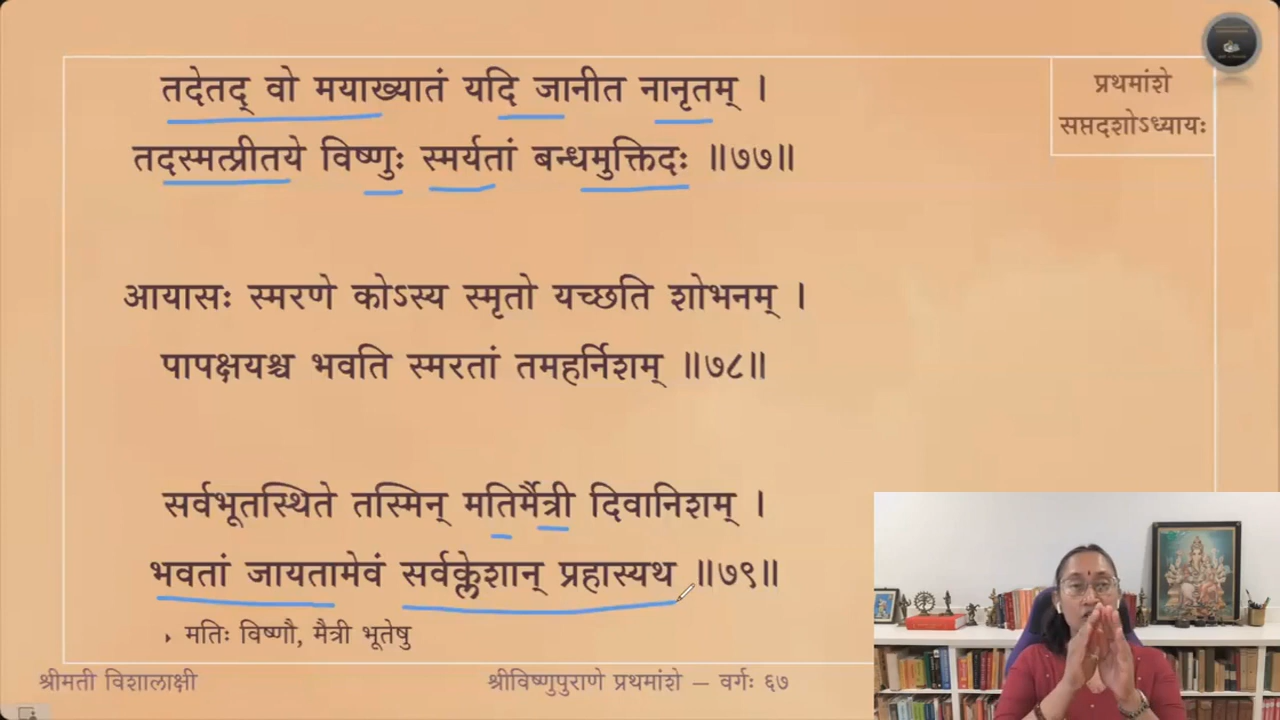 तदेतद् वो मयाख्यातं यदि जानीत नानृतम् ।
तदस्मत्प्रीतये विष्णुः स्मर्यतां बन्धमुक्तिदः ॥७७॥
आयासः स्मरणे कोऽस्य स्मृतो यच्छति शोभनम् ।
पापक्षयश्च भवति स्मरतां तमहर्निशम् ॥७८॥
सर्वभूतस्थिते तस्मिन् मतिर्मैत्री दिवानिशम् ।
भवतां जायतामेवं सर्वक्लेशान् प्रहास्यथ ॥७९॥
मतिः विष्णौ, मैत्री भूतेषु
प्रथमांशे
सप्तदशोऽध्यायः
श्रीमती विशालाक्षी
श्रीविष्णुपुराणे प्रथमांशे – वर्गः ६७